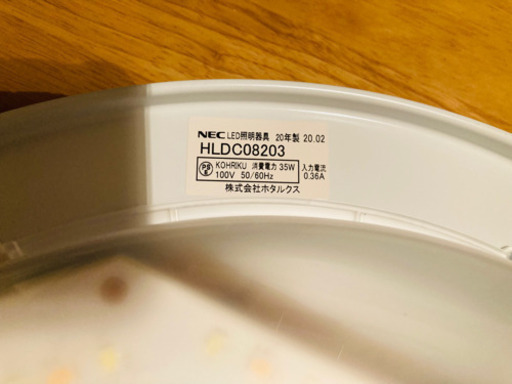 NEC LED照明器具 20年製 20.02
HLDC08203
PSE KOHRIKU 消費電力 35W 入力電流
100V 50/60Hz 0.36A
株式会社ホタルクス